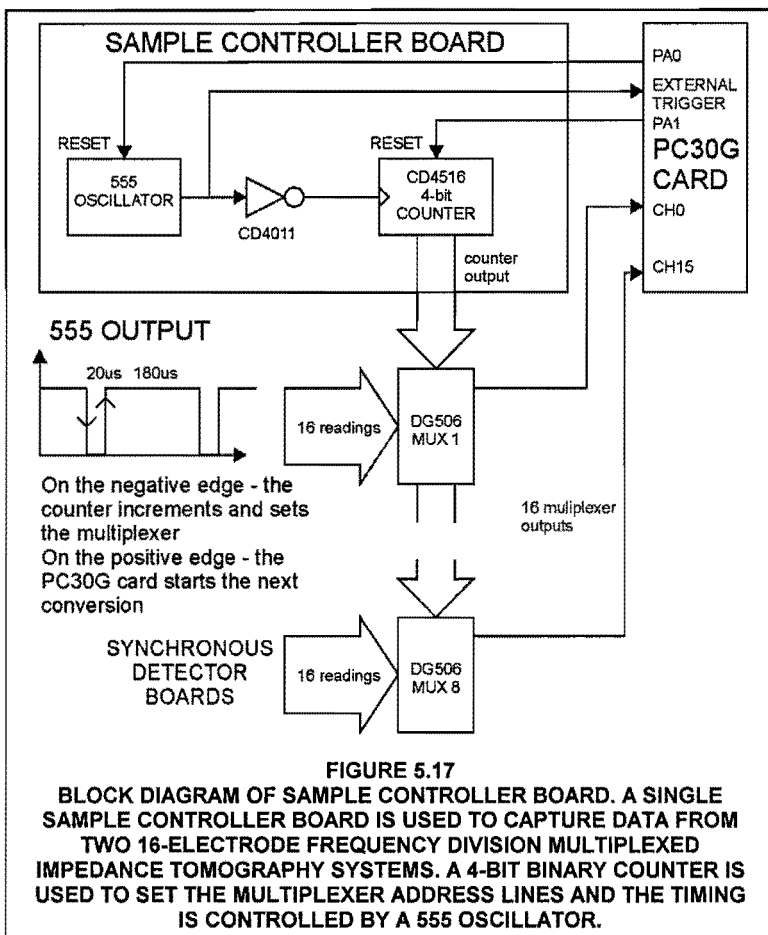 SAMPLE CONTROLLER BOARD
PA0
EXTERNAL
TRIGGER
PA1
PC30G
CARD
CH0
CH15
RESET
555
OSCILLATOR
CD4011
RESET
CD4516
4-bit
COUNTER
counter
output
555 OUTPUT
20us 180us
On the negative edge - the
counter increments and sets
the multiplexer
On the positive edge - the
PC30G card starts the next
conversion
16 readings
DG506
MUX 1
16 muliplexer
outputs
SYNCHRONOUS
DETECTOR
BOARDS
16 readings
DG506
MUX 8
FIGURE 5.17
BLOCK DIAGRAM OF SAMPLE CONTROLLER BOARD. A SINGLE
SAMPLE CONTROLLER BOARD IS USED TO CAPTURE DATA FROM
TWO 16-ELECTRODE FREQUENCY DIVISION MULTIPLEXED
IMPEDANCE TOMOGRAPHY SYSTEMS. A 4-BIT BINARY COUNTER IS
USED TO SET THE MULTIPLEXER ADDRESS LINES AND THE TIMING
IS CONTROLLED BY A 555 OSCILLATOR.